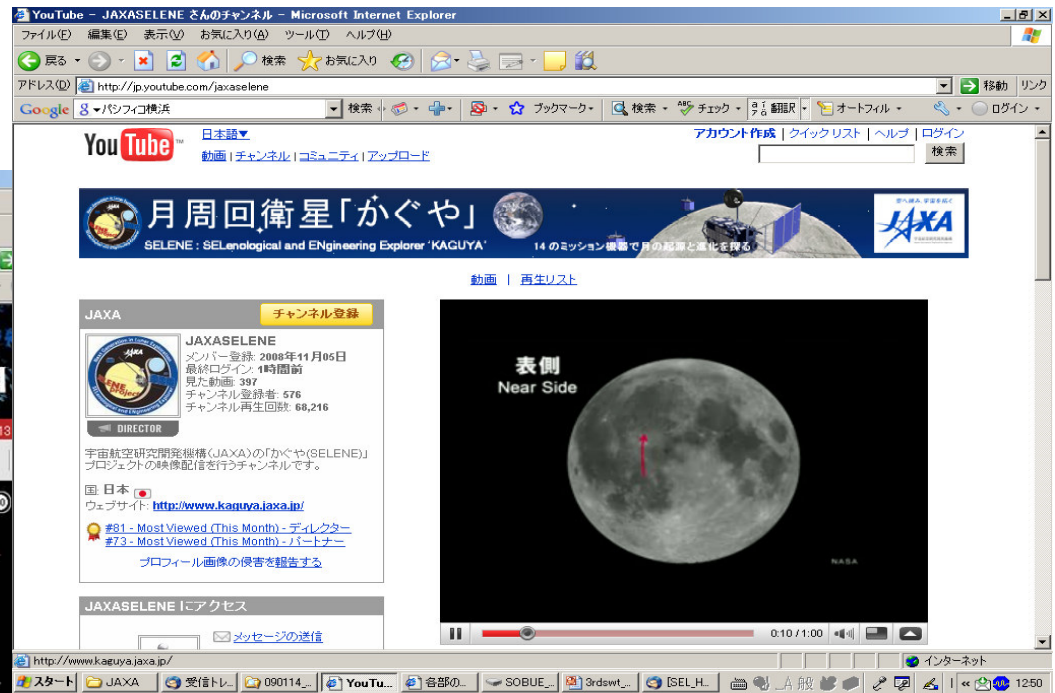 YouTube - JAXASELENE さんのチャンネル - Microsoft Internet Explorer
ファイル(F) 編集(E) 表示(V) お気に入り(A) ツール(T) ヘルプ(H)
戻る 検索 お気に入り
アドレス(D) http://jp.youtube.com/jaxaselene 移動 リンク
Google パシフィコ横浜 検索 ブックマーク 検索 チェック 翻訳 オートフィル ログイン
YouTube
日本語▼
動画 | チャンネル | コミュニティ | アップロード
アカウント作成 | クイックリスト | ヘルプ | ログイン
検索
月周回衛星「かぐや」
SELENE : SELenological and ENgineering Explorer 'KAGUYA'
14 のミッション機器で月の起源と進化を探る
JAXA
動画 | 再生リスト
JAXA
チャンネル登録
JAXASELENE
メンバー登録: 2008年11月05日
最終ログイン: 1時間前
見た動画: 397
チャンネル登録者: 576
チャンネル再生回数: 68,216
DIRECTOR
宇宙航空研究開発機構(JAXA)の「かぐや(SELENE)」
プロジェクトの映像配信を行うチャンネルです。
国: 日本
ウェブサイト: http://www.kaguya.jaxa.jp/
#81 - Most Viewed (This Month) - ディレクター
#73 - Most Viewed (This Month) - パートナー
プロフィール画像の侵害を報告する
JAXASELENE にアクセス
メッセージの送信
表側
Near Side
NASA
0:10 / 1:00
http://www.kaguya.jaxa.jp/
インターネット
スタート JAXA 受信トレ... 090114_... YouTu... 各部の... SOBUE_... 3rdswt_... [SEL_H... A 般 12:50